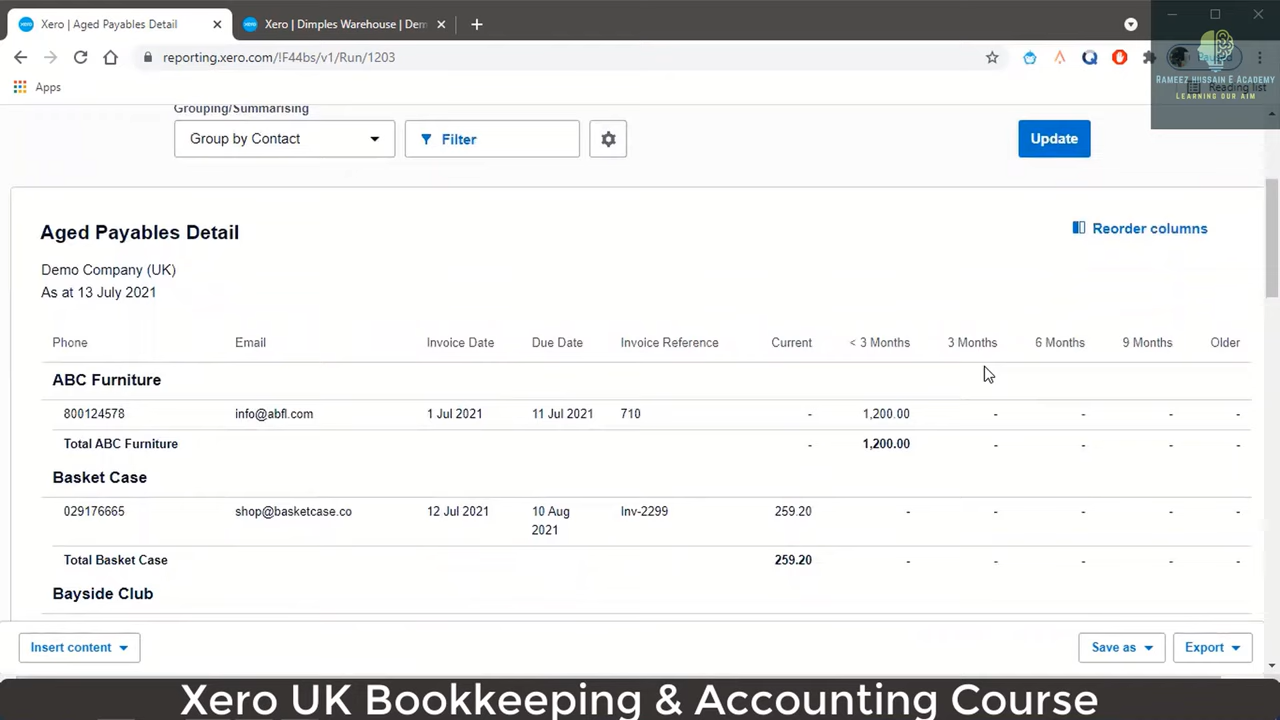 Xero | Aged Payables Detail
Xero | Dimples Warehouse | Dem
reporting.xero.com/!F44bs/v1/Run/1203
Apps
Reading list
RAMEEZ HUSSAIN E ACADEMY
LEARNING OUR AIM
Grouping/Summarising
Group by Contact
Filter
Update
Aged Payables Detail
Reorder columns
Demo Company (UK)
As at 13 July 2021
Phone Email Invoice Date Due Date Invoice Reference Current < 3 Months 3 Months 6 Months 9 Months Older
ABC Furniture
800124578 info@abfl.com 1 Jul 2021 11 Jul 2021 710 - 1,200.00 - - - -
Total ABC Furniture - 1,200.00 - - - -
Basket Case
029176665 shop@basketcase.co 12 Jul 2021 10 Aug 2021 Inv-2299 259.20 - - - - -
Total Basket Case 259.20 - - - - -
Bayside Club
Insert content
Save as
Export
Xero UK Bookkeeping & Accounting Course